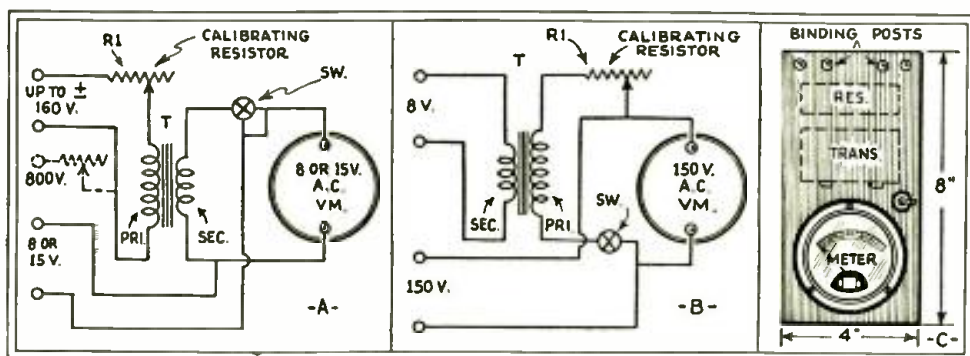 R1
CALIBRATING
RESISTOR
SW.
UP TO ±
160 V.
T
800V.
8 OR 15V.
A.C.
VM.
PRI.
SEC.
8 OR
15 V.
-A-
R1
CALIBRATING
RESISTOR
T
8 V.
150 V.
A.C.
VM.
SW.
SEC.
PRI.
150 V.
-B-
BINDING POSTS
RES.
TRANS.
8"
METER
4"
-C-